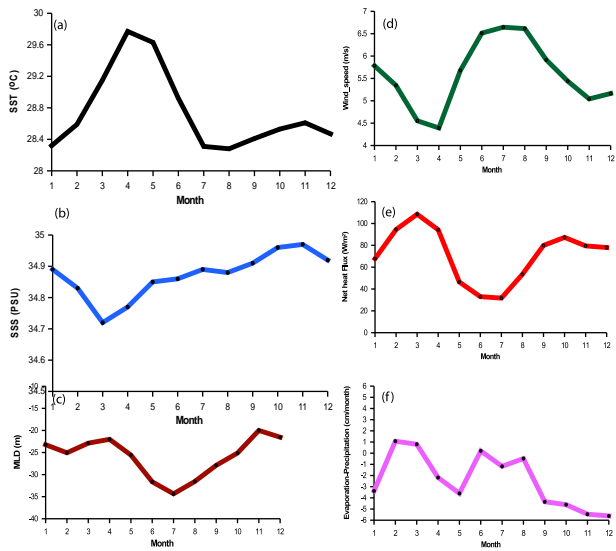 (a)
30
29.6
29.2
28.8
28.4
28
SST (ºC)
1 2 3 4 5 6 7 8 9 10 11 12
Month
(b)
35
34.9
34.8
34.7
34.6
34.5
SSS (PSU)
1 2 3 4 5 6 7 8 9 10 11 12
Month
(c)
-10
-15
-20
-25
-30
-35
-40
MLD (m)
1 2 3 4 5 6 7 8 9 10 11 12
Month
(d)
7
6.5
6
5.5
5
4.5
4
Wind_speed (m/s)
1 2 3 4 5 6 7 8 9 10 11 12
Month
(e)
120
100
80
60
40
20
0
Net heat Flux (W/m²)
1 2 3 4 5 6 7 8 9 10 11 12
Month
(f)
6
5
4
3
2
1
0
-1
-2
-3
-4
-5
-6
Evaporation-Precipitation (cm/month)
1 2 3 4 5 6 7 8 9 10 11 12
Month